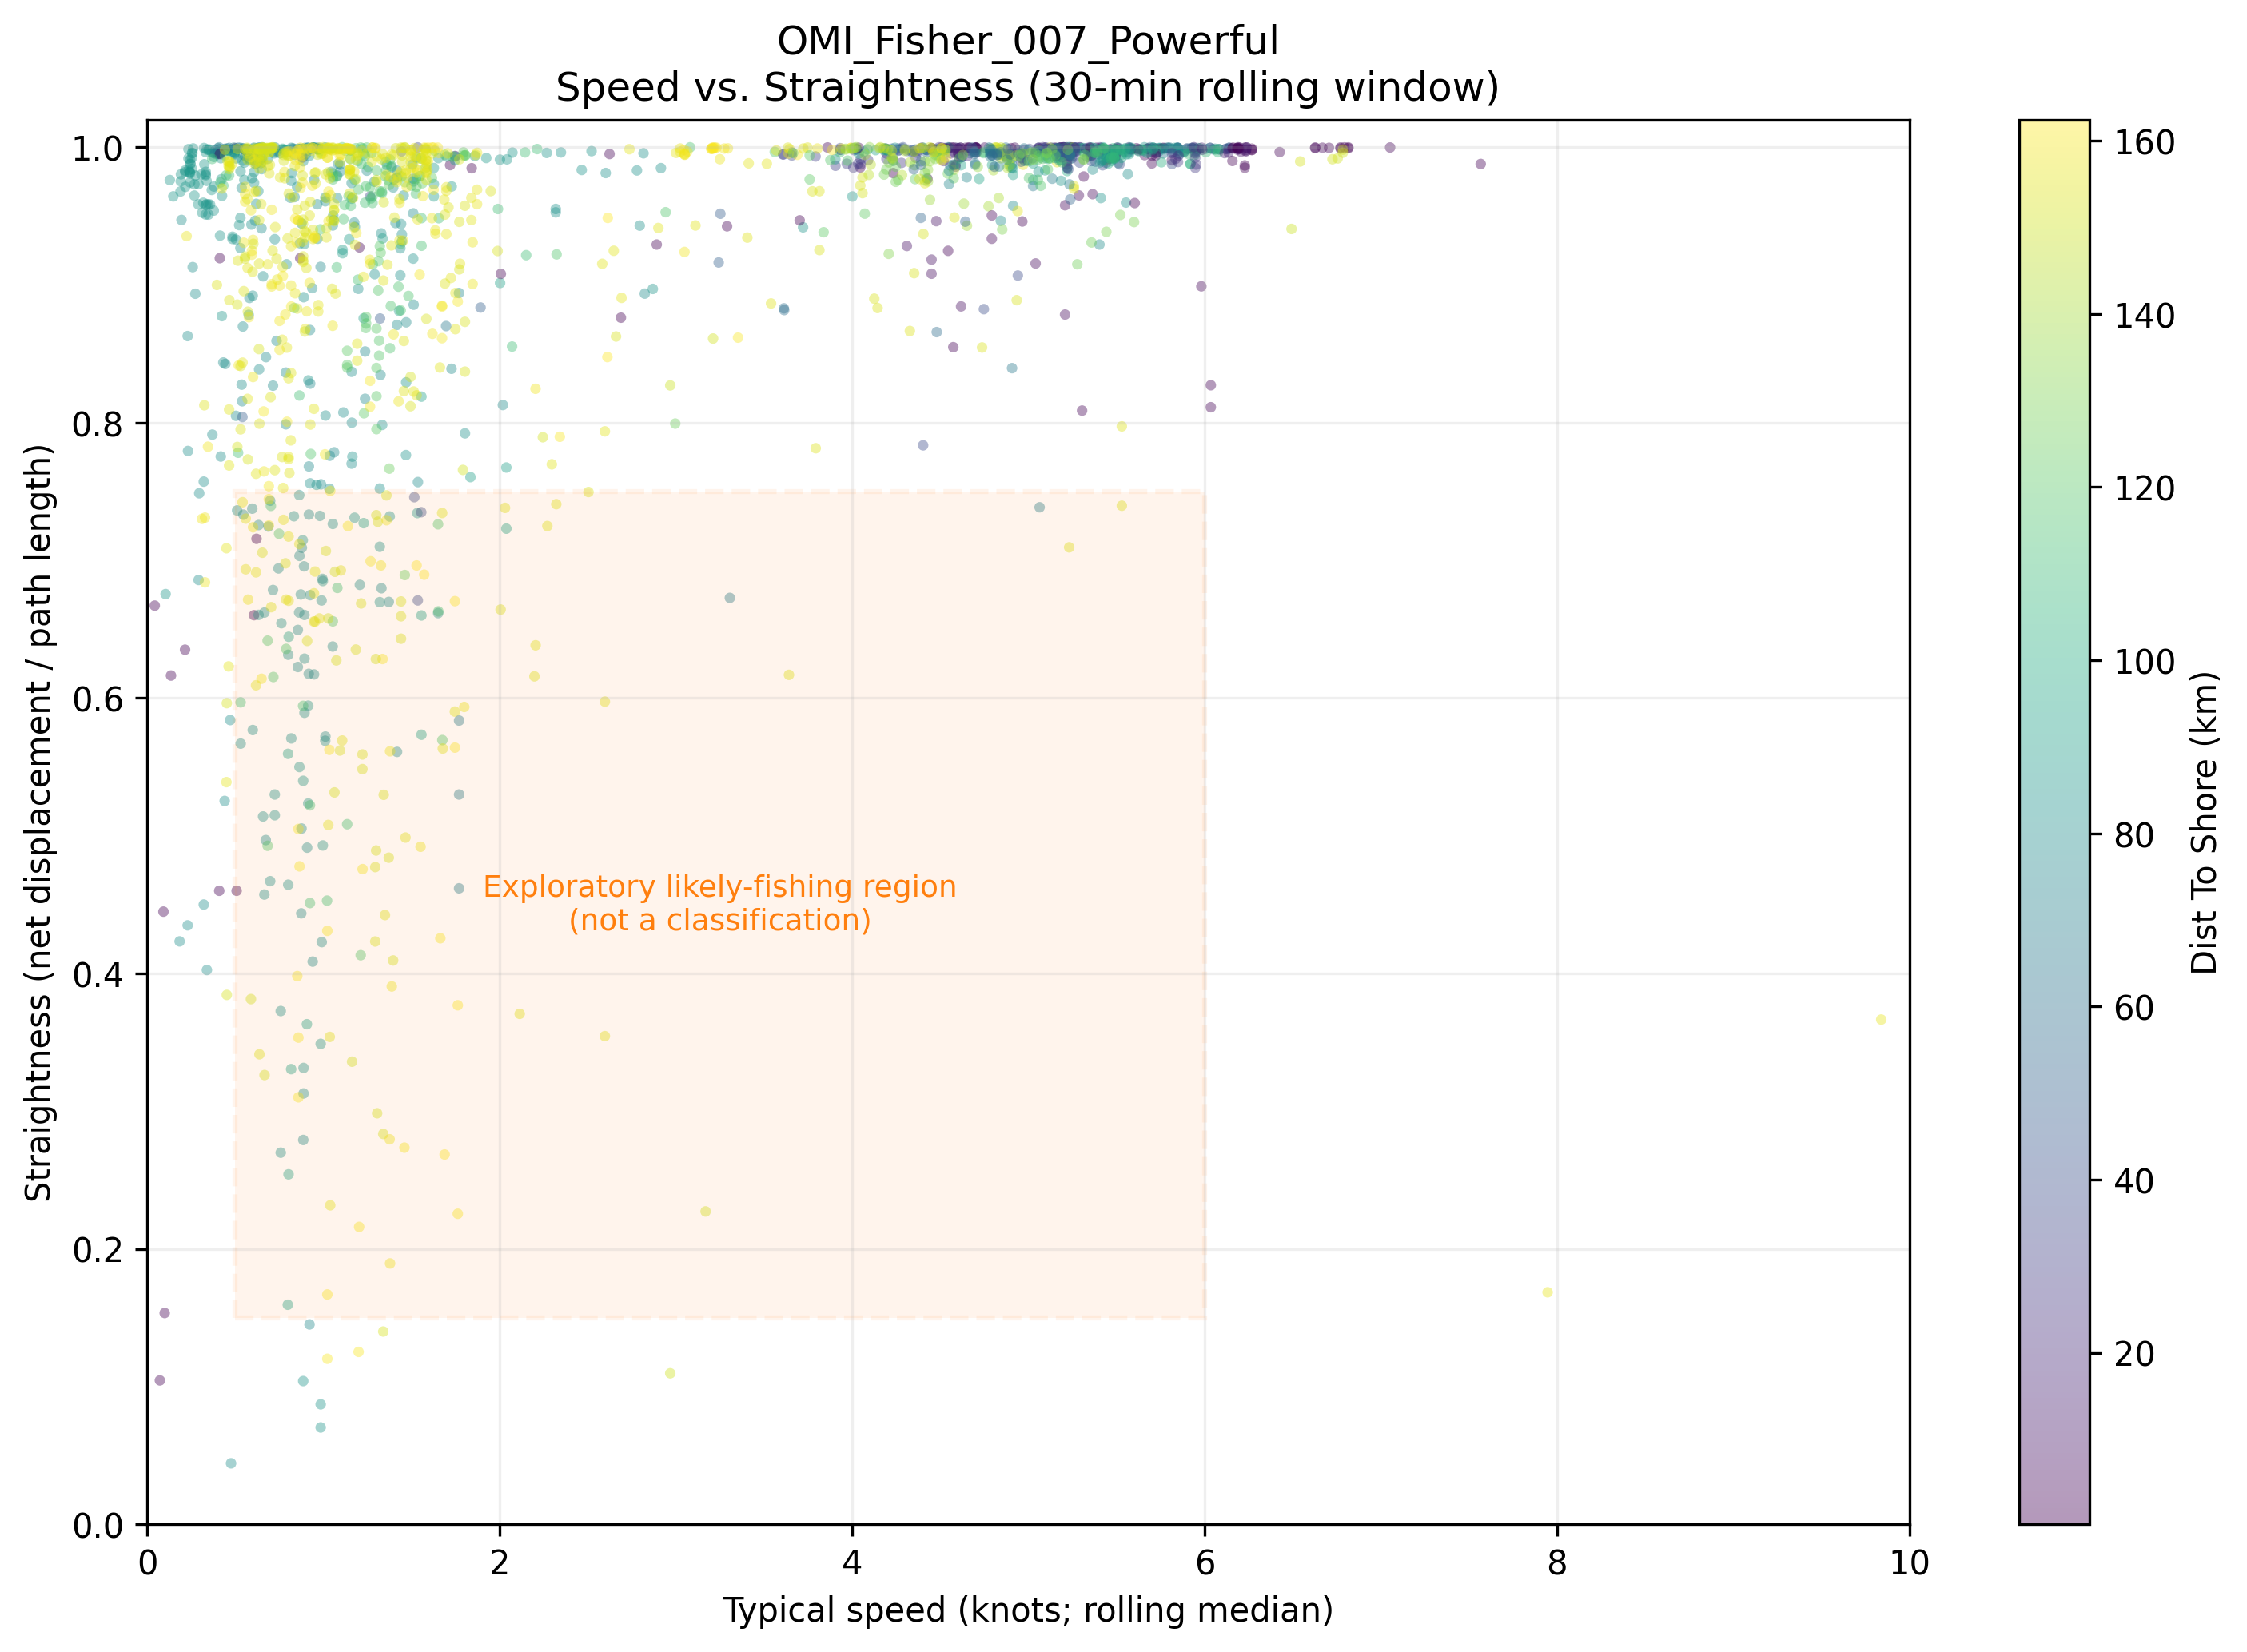 OMI_Fisher_007_Powerful
Speed vs. Straightness (30-min rolling window)
1.0
0.8
0.6
0.4
0.2
0.0
Straightness (net displacement / path length)
Exploratory likely-fishing region
(not a classification)
0 2 4 6 8 10
Typical speed (knots; rolling median)
160
140
120
100
80
60
40
20
Dist To Shore (km)